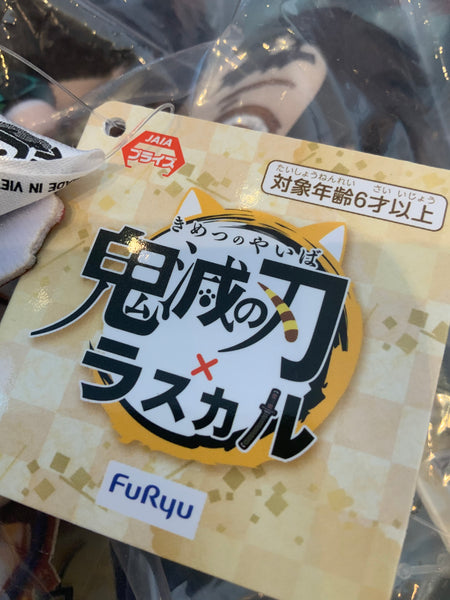 JAIA
プライズ
たいしょうねんれい さい いじょう
対象年齢6才以上
きめつのやいば
鬼滅の刃
×
ラスカル
FuRyu
MADE IN VIE